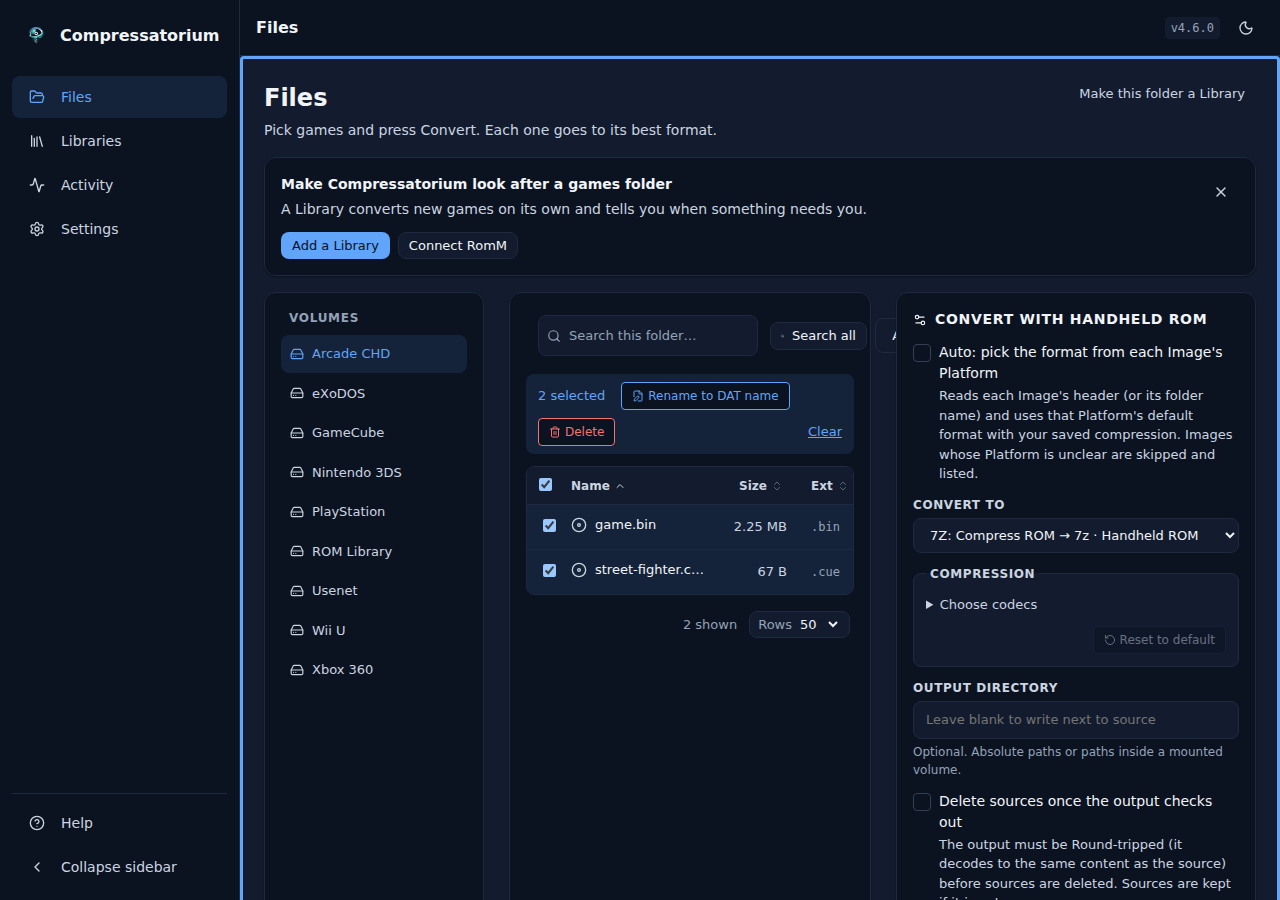 Compressatorium
Files
v4.6.0
Files
Libraries
Activity
Settings
Help
Collapse sidebar
Files
Make this folder a Library
Pick games and press Convert. Each one goes to its best format.
Make Compressatorium look after a games folder
A Library converts new games on its own and tells you when something needs you.
Add a Library
Connect RomM
VOLUMES
Arcade CHD
eXoDOS
GameCube
Nintendo 3DS
PlayStation
ROM Library
Usenet
Wii U
Xbox 360
Search this folder…
Search all
2 selected
Rename to DAT name
Delete
Clear
Name
Size
Ext
game.bin
2.25 MB
.bin
street-fighter.c…
67 B
.cue
2 shown
Rows 50
CONVERT WITH HANDHELD ROM
Auto: pick the format from each Image's
Platform
Reads each Image's header (or its folder
name) and uses that Platform's default
format with your saved compression. Images
whose Platform is unclear are skipped and
listed.
CONVERT TO
7Z: Compress ROM → 7z · Handheld ROM
COMPRESSION
Choose codecs
Reset to default
OUTPUT DIRECTORY
Leave blank to write next to source
Optional. Absolute paths or paths inside a mounted
volume.
Delete sources once the output checks
out
The output must be Round-tripped (it
decodes to the same content as the source)
before sources are deleted. Sources are kept